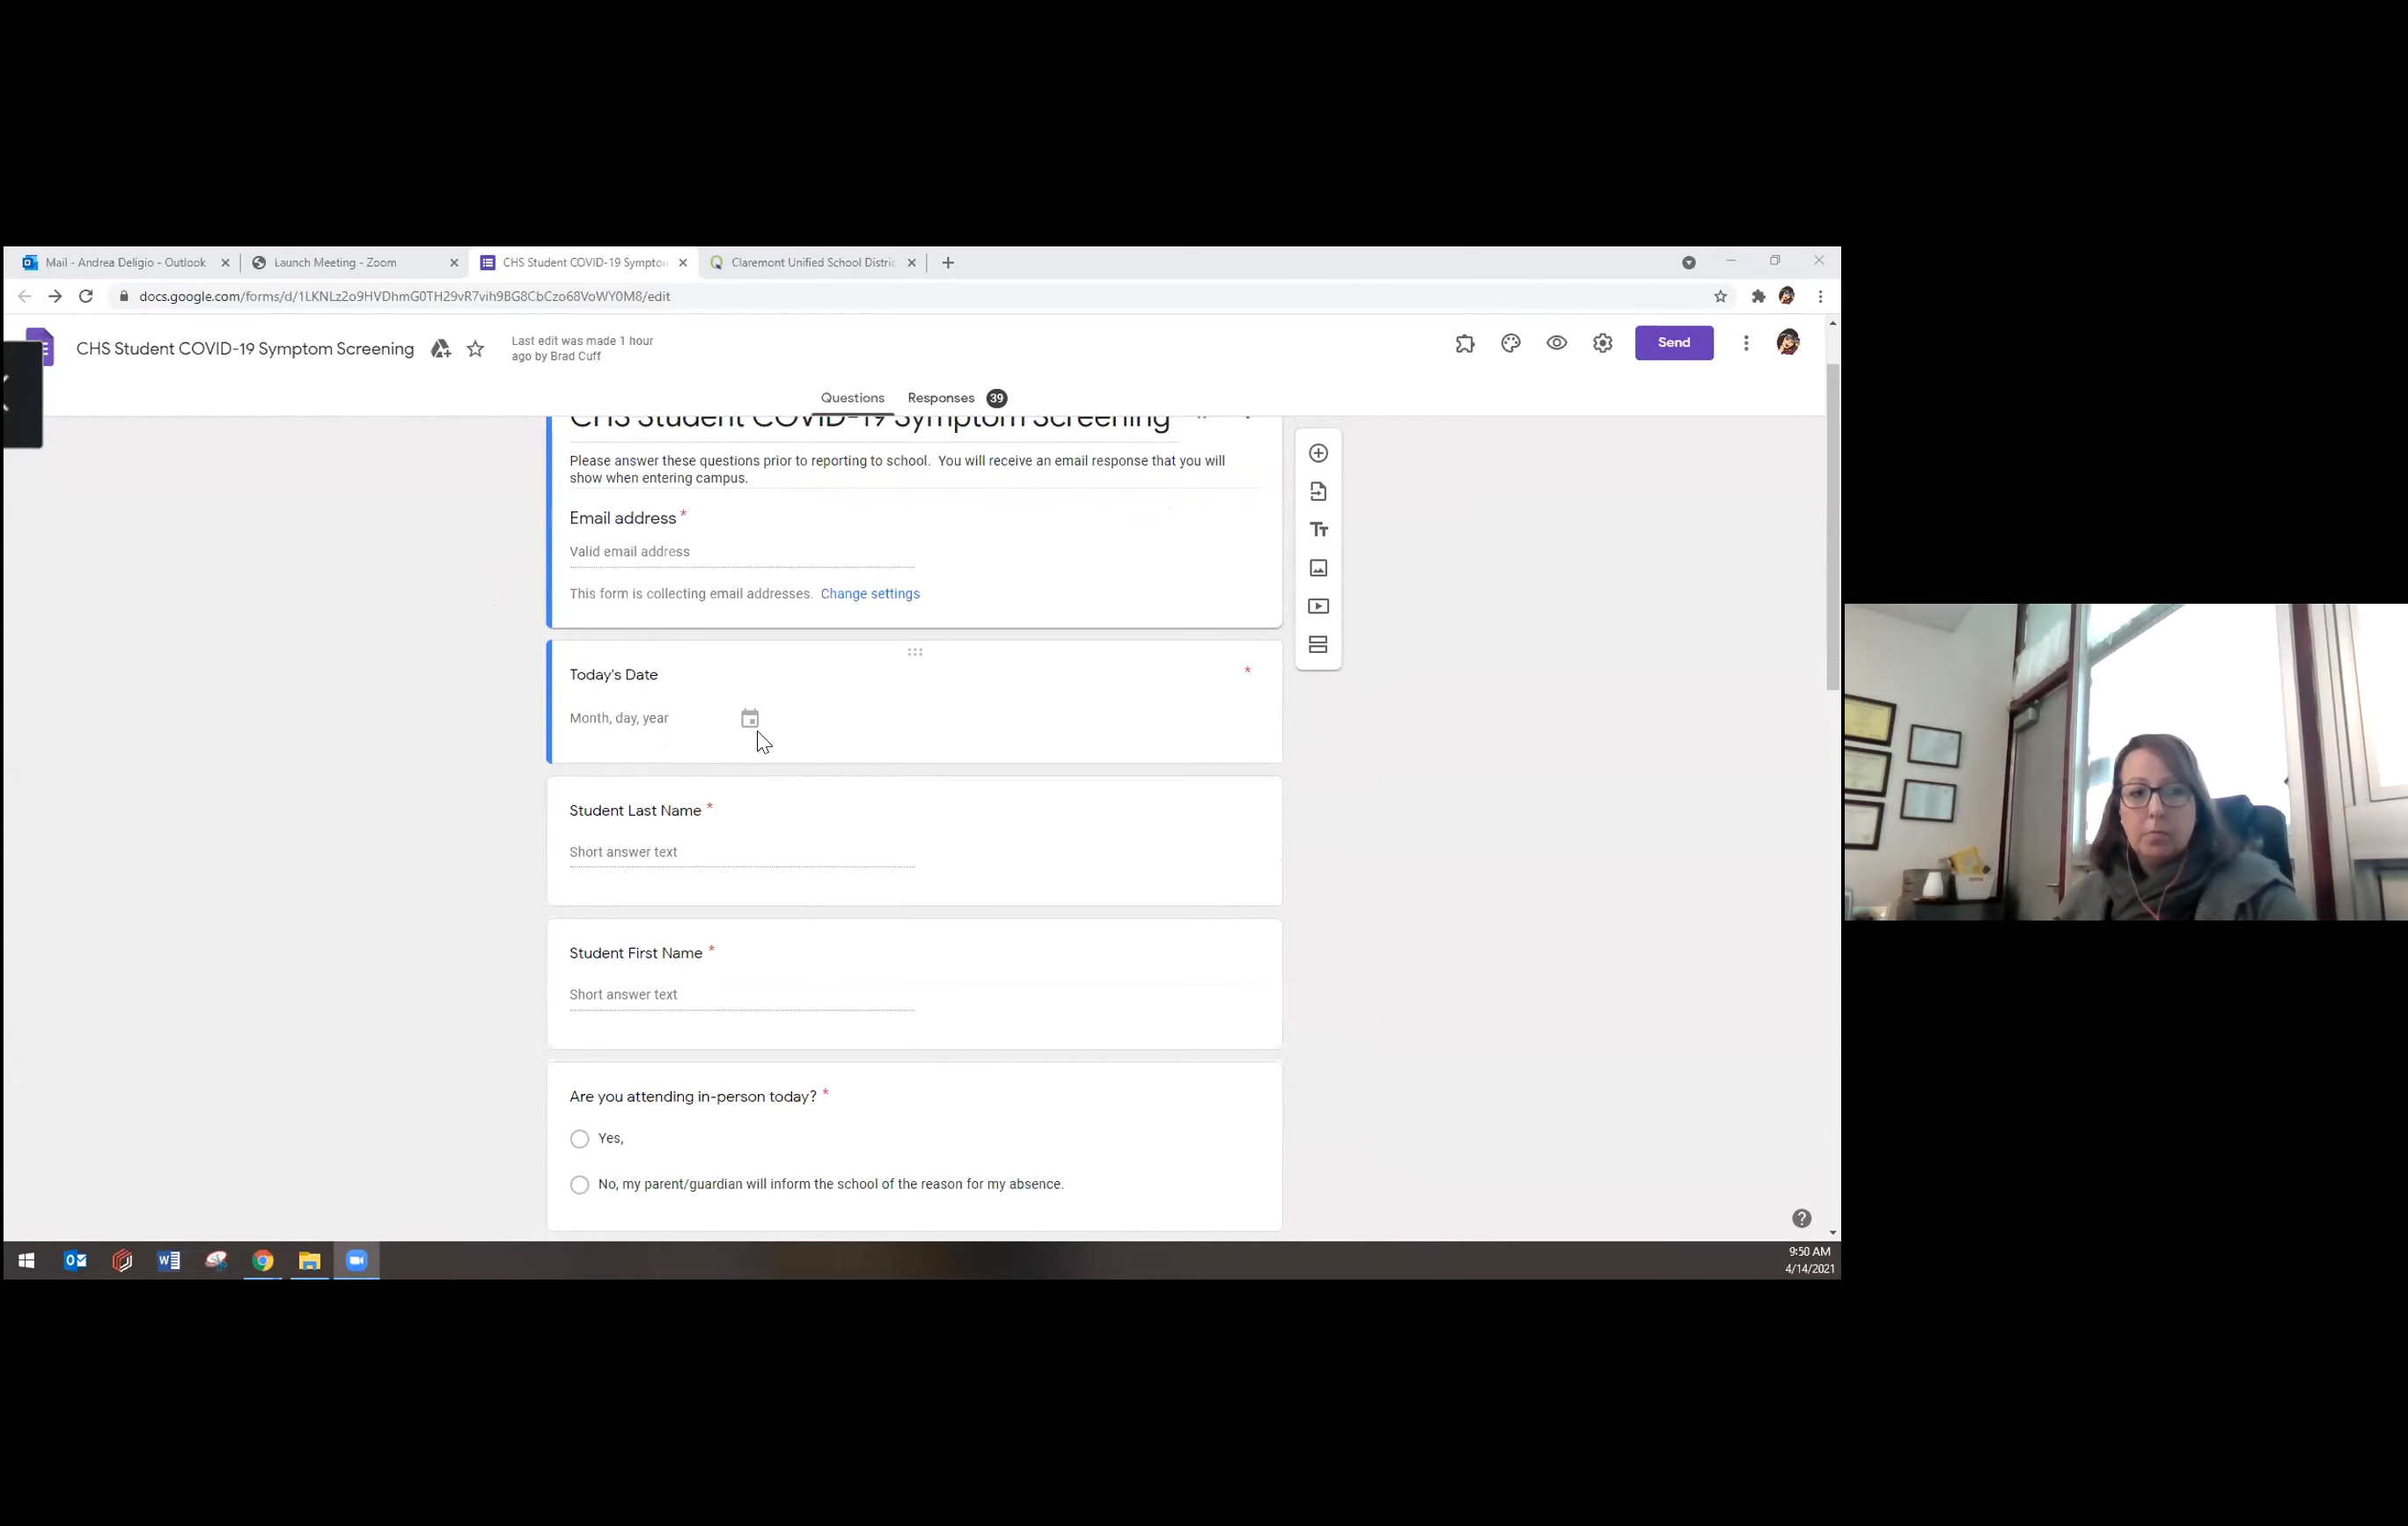 Mail - Andrea Deligio - Outlook
Launch Meeting - Zoom
CHS Student COVID-19 Sympto
Claremont Unified School Distric
docs.google.com/forms/d/1LKNLz2o9HVDhmG0TH29vR7vih9BG8CbCzo68VoWY0M8/edit
CHS Student COVID-19 Symptom Screening
Last edit was made 1 hour
ago by Brad Cuff
Send
Questions Responses 39
CHS Student COVID-19 Symptom Screening
Please answer these questions prior to reporting to school. You will receive an email response that you will
show when entering campus.
Email address *
Valid email address
This form is collecting email addresses. Change settings
Today's Date *
Month, day, year
Student Last Name *
Short answer text
Student First Name *
Short answer text
Are you attending in-person today? *
Yes,
No, my parent/guardian will inform the school of the reason for my absence.
9:50 AM
4/14/2021